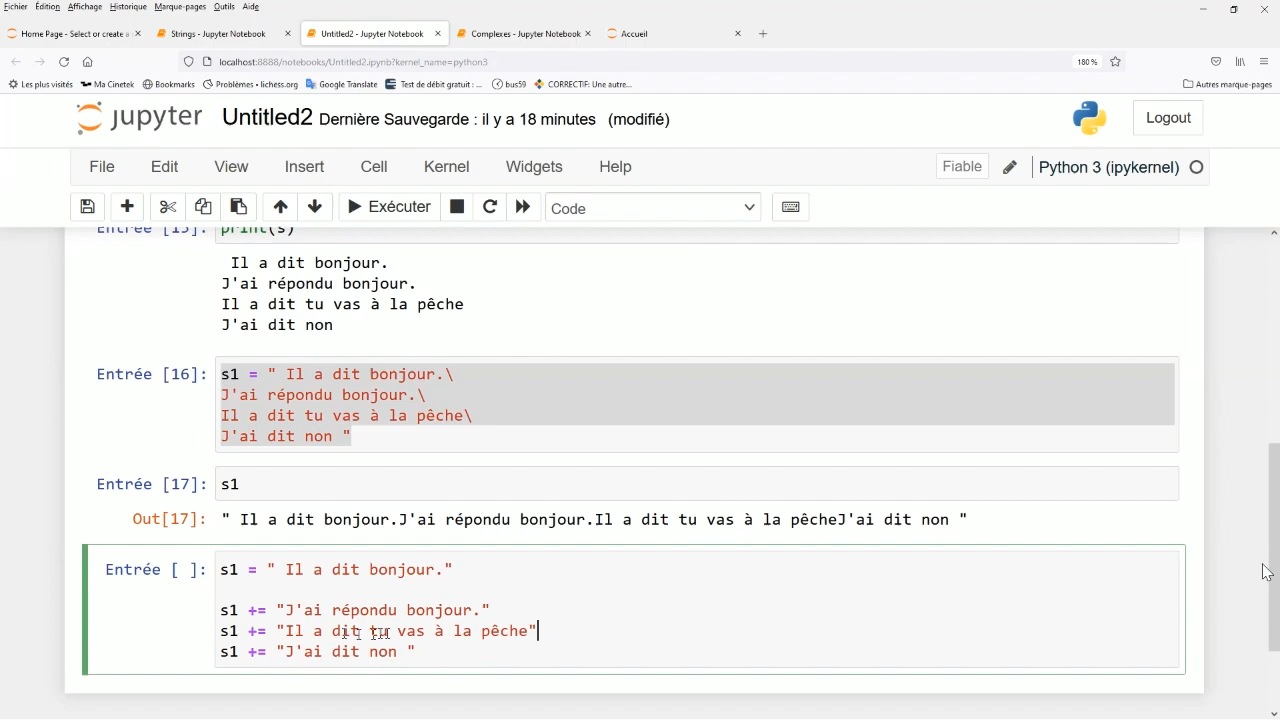 Fichier Édition Affichage Historique Marque-pages Outils Aide
Home Page - Select or create a
Strings - Jupyter Notebook
Untitled2 - Jupyter Notebook
Complexes - Jupyter Notebook
Accueil
localhost:8888/notebooks/Untitled2.ipynb?kernel_name=python3
180 %
Les plus visités Ma Cinetek Bookmarks Problèmes • lichess.org Google Translate Test de débit gratuit : ... bus59 CORRECTIF: Une autre...
Autres marque-pages
jupyter Untitled2 Dernière Sauvegarde : il y a 18 minutes (modifié)
Logout
File Edit View Insert Cell Kernel Widgets Help
Fiable Python 3 (ipykernel)
Exécuter Code
Entrée [15]: print(s)
Il a dit bonjour.
J'ai répondu bonjour.
Il a dit tu vas à la pêche
J'ai dit non
Entrée [16]: s1 = " Il a dit bonjour.\
J'ai répondu bonjour.\
Il a dit tu vas à la pêche\
J'ai dit non "
Entrée [17]: s1
Out[17]: " Il a dit bonjour.J'ai répondu bonjour.Il a dit tu vas à la pêcheJ'ai dit non "
Entrée [ ]: s1 = " Il a dit bonjour."
s1 += "J'ai répondu bonjour."
s1 += "Il a dit tu vas à la pêche"
s1 += "J'ai dit non "